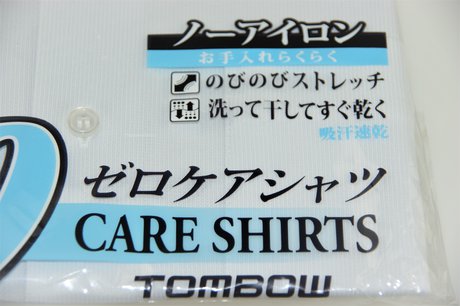 ノーアイロン
お手入れらくらく
のびのびストレッチ
洗って干してすぐ乾く
吸汗速乾
ゼロケアシャツ
CARE SHIRTS
TOMBOW